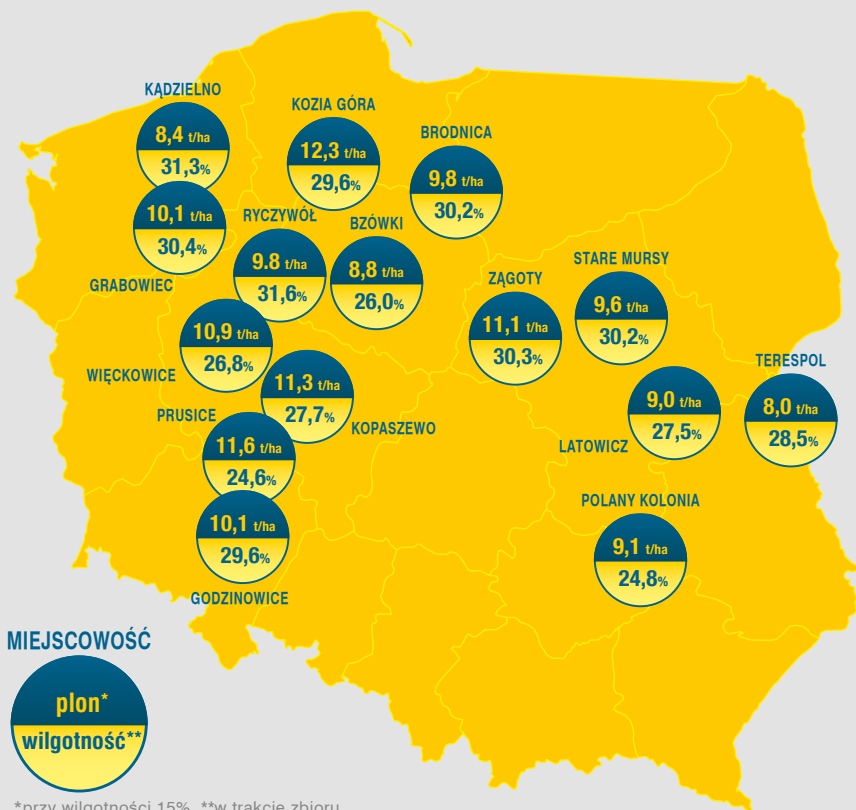 KĄDZIELNO
8,4 t/ha
31,3%
KOZIA GÓRA
12,3 t/ha
29,6%
BRODNICA
9,8 t/ha
30,2%
10,1 t/ha
30,4%
GRABOWIEC
RYCZYWÓŁ
9.8 t/ha
31,6%
BZÓWKI
8,8 t/ha
26,0%
ZĄGOTY
11,1 t/ha
30,3%
STARE MURSY
9,6 t/ha
30,2%
10,9 t/ha
26,8%
WIĘCKOWICE
11,3 t/ha
27,7%
KOPASZEWO
TERESPOL
8,0 t/ha
28,5%
9,0 t/ha
27,5%
LATOWICZ
PRUSICE
11,6 t/ha
24,6%
10,1 t/ha
29,6%
GODZINOWICE
POLANY KOLONIA
9,1 t/ha
24,8%
MIEJSCOWOŚĆ
plon*
wilgotność**
*przy wilgotności 15%, **w trakcie zbioru